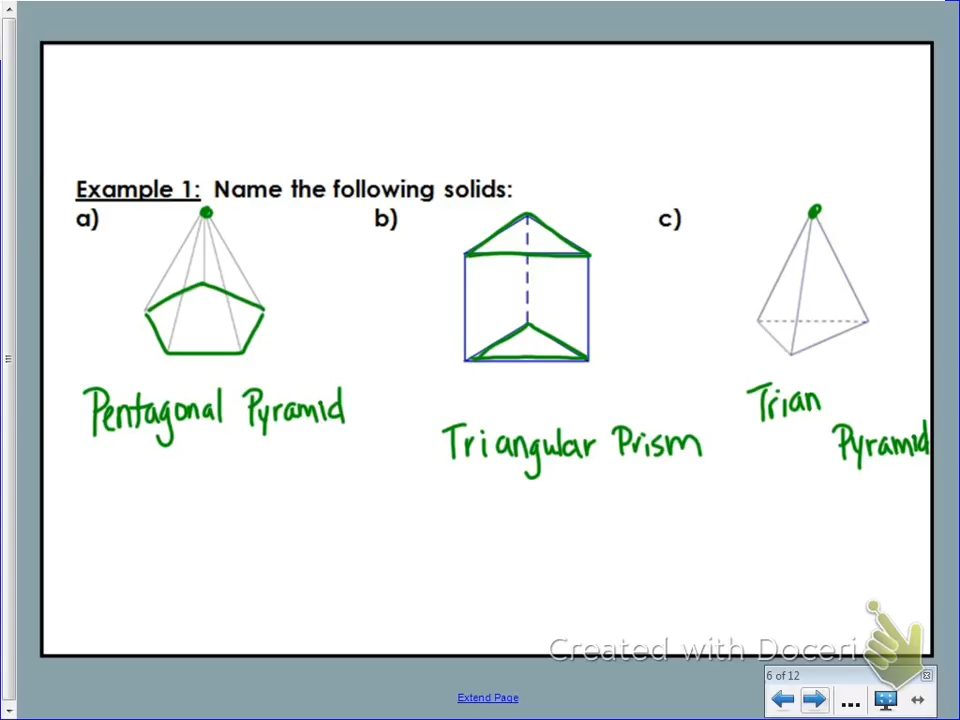 Example 1: Name the following solids:
a) b) c)
Pentagonal Pyramid
Triangular Prism
Trian
Pyramid
Created with Doceri
6 of 12
Extend Page
...